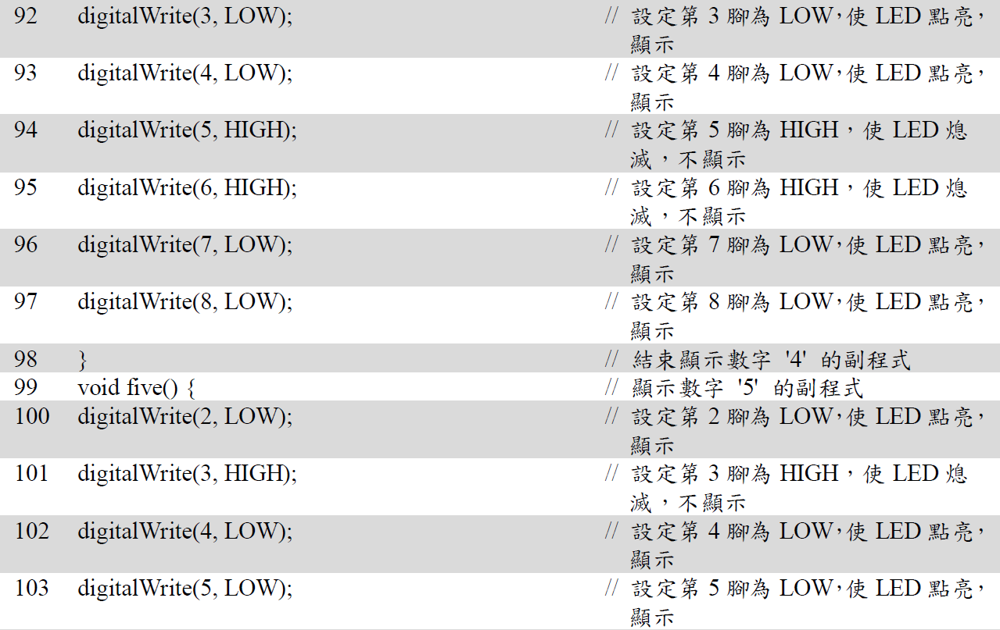 92 digitalWrite(3, LOW); // 設定第 3 腳為 LOW,使 LED 點亮,
顯示
93 digitalWrite(4, LOW); // 設定第 4 腳為 LOW,使 LED 點亮,
顯示
94 digitalWrite(5, HIGH); // 設定第 5 腳為 HIGH,使 LED 熄
滅,不顯示
95 digitalWrite(6, HIGH); // 設定第 6 腳為 HIGH,使 LED 熄
滅,不顯示
96 digitalWrite(7, LOW); // 設定第 7 腳為 LOW,使 LED 點亮,
顯示
97 digitalWrite(8, LOW); // 設定第 8 腳為 LOW,使 LED 點亮,
顯示
98 } // 結束顯示數字 '4' 的副程式
99 void five() { // 顯示數字 '5' 的副程式
100 digitalWrite(2, LOW); // 設定第 2 腳為 LOW,使 LED 點亮,
顯示
101 digitalWrite(3, HIGH); // 設定第 3 腳為 HIGH,使 LED 熄
滅,不顯示
102 digitalWrite(4, LOW); // 設定第 4 腳為 LOW,使 LED 點亮,
顯示
103 digitalWrite(5, LOW); // 設定第 5 腳為 LOW,使 LED 點亮,
顯示